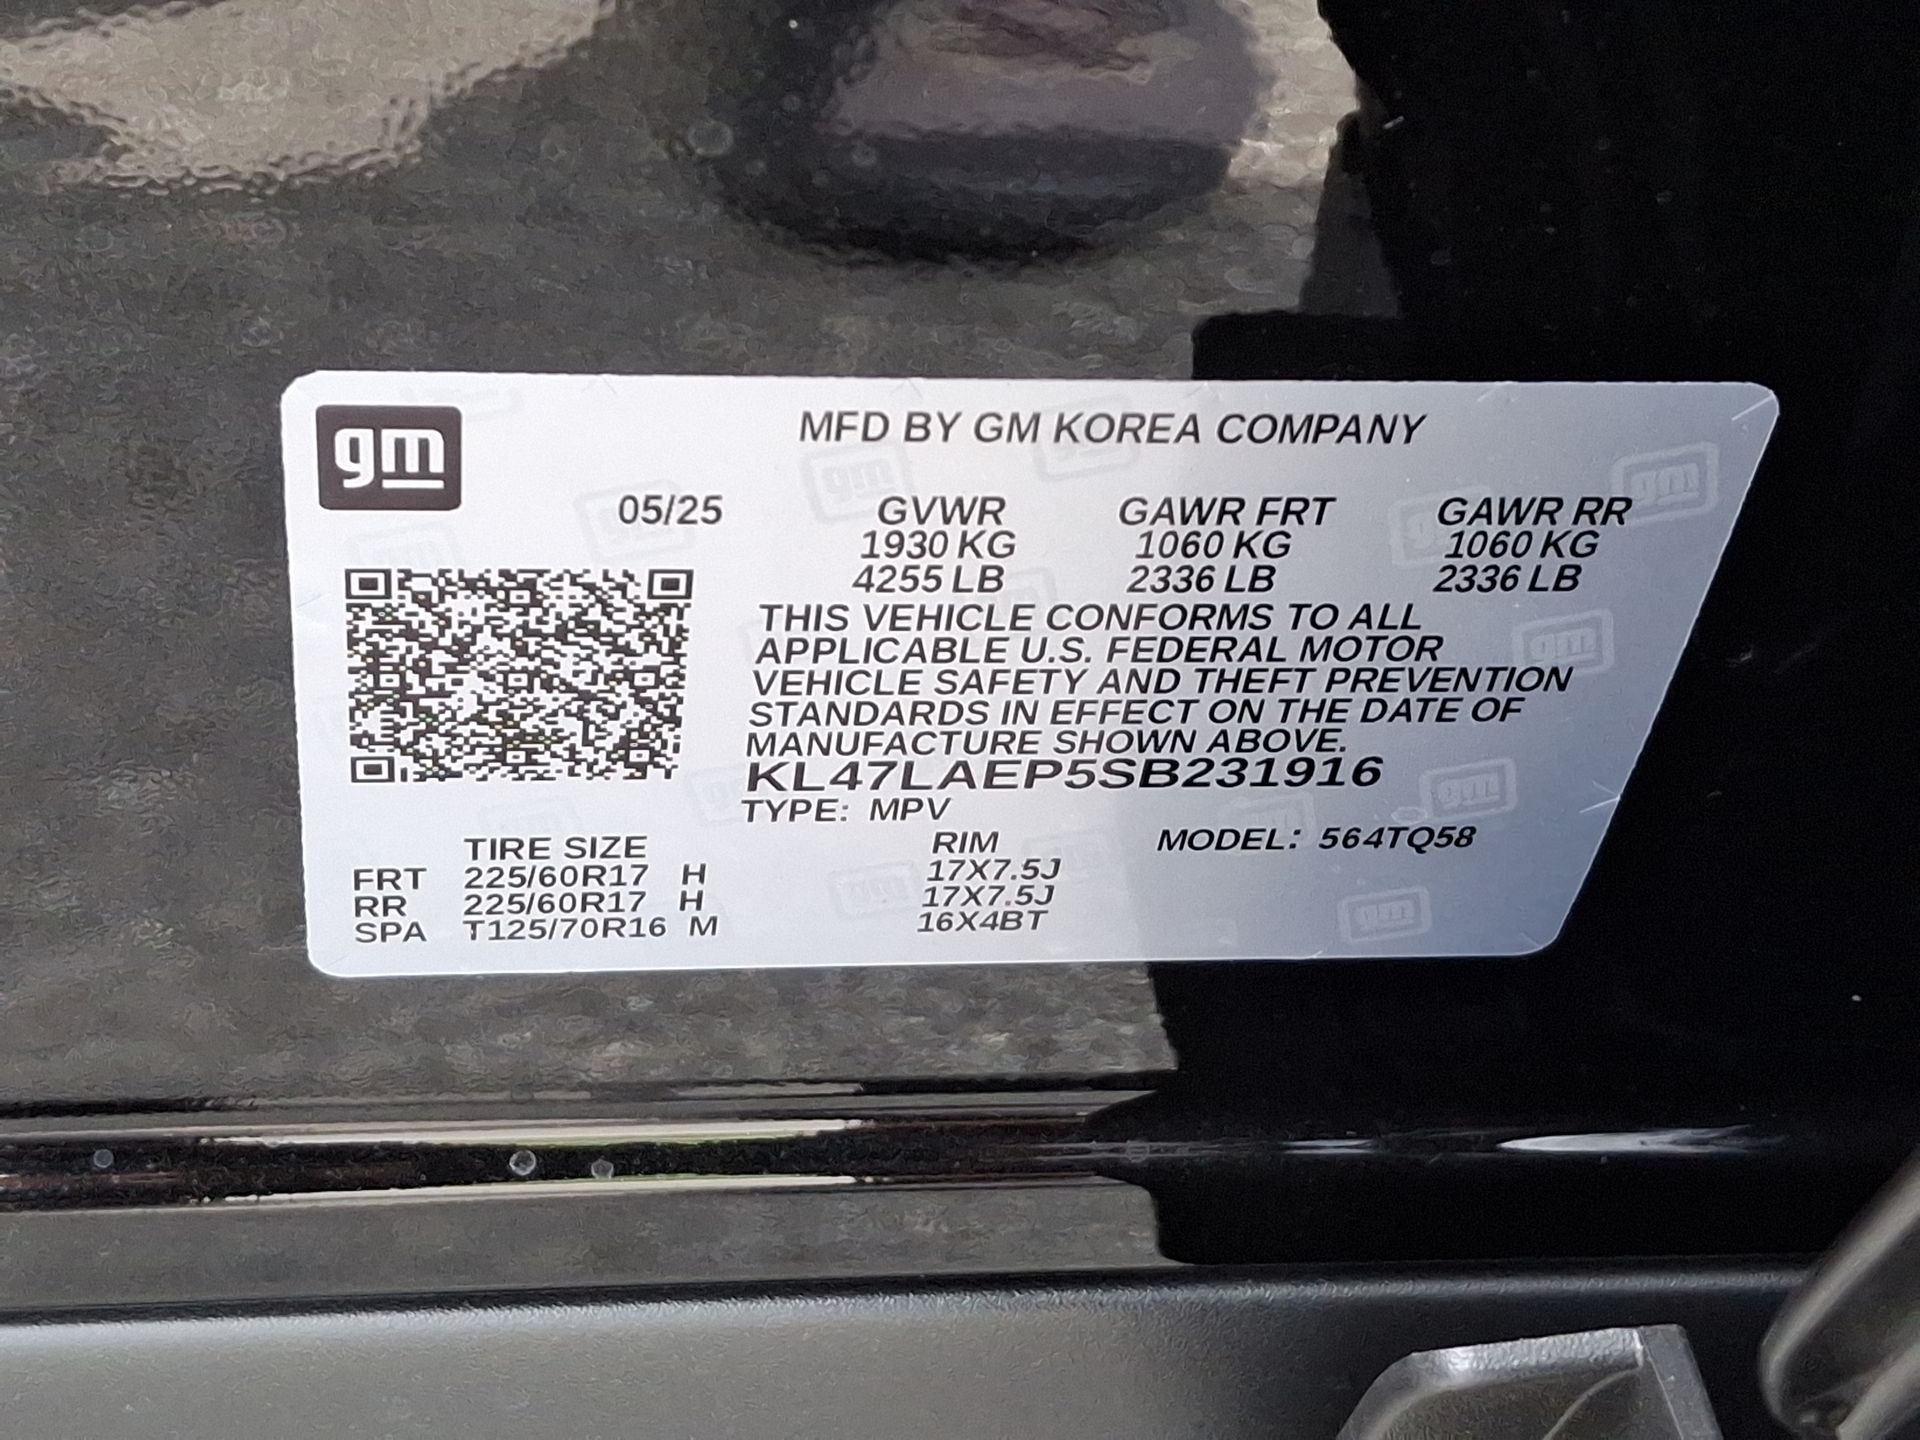 gm
MFD BY GM KOREA COMPANY
05/25 GVWR GAWR FRT GAWR RR
1930 KG 1060 KG 1060 KG
4255 LB 2336 LB 2336 LB
THIS VEHICLE CONFORMS TO ALL
APPLICABLE U.S. FEDERAL MOTOR
VEHICLE SAFETY AND THEFT PREVENTION
STANDARDS IN EFFECT ON THE DATE OF
MANUFACTURE SHOWN ABOVE.
KL47LAEP5SB231916
TYPE: MPV
TIRE SIZE RIM MODEL: 564TQ58
FRT 225/60R17 H 17X7.5J
RR 225/60R17 H 17X7.5J
SPA T125/70R16 M 16X4BT